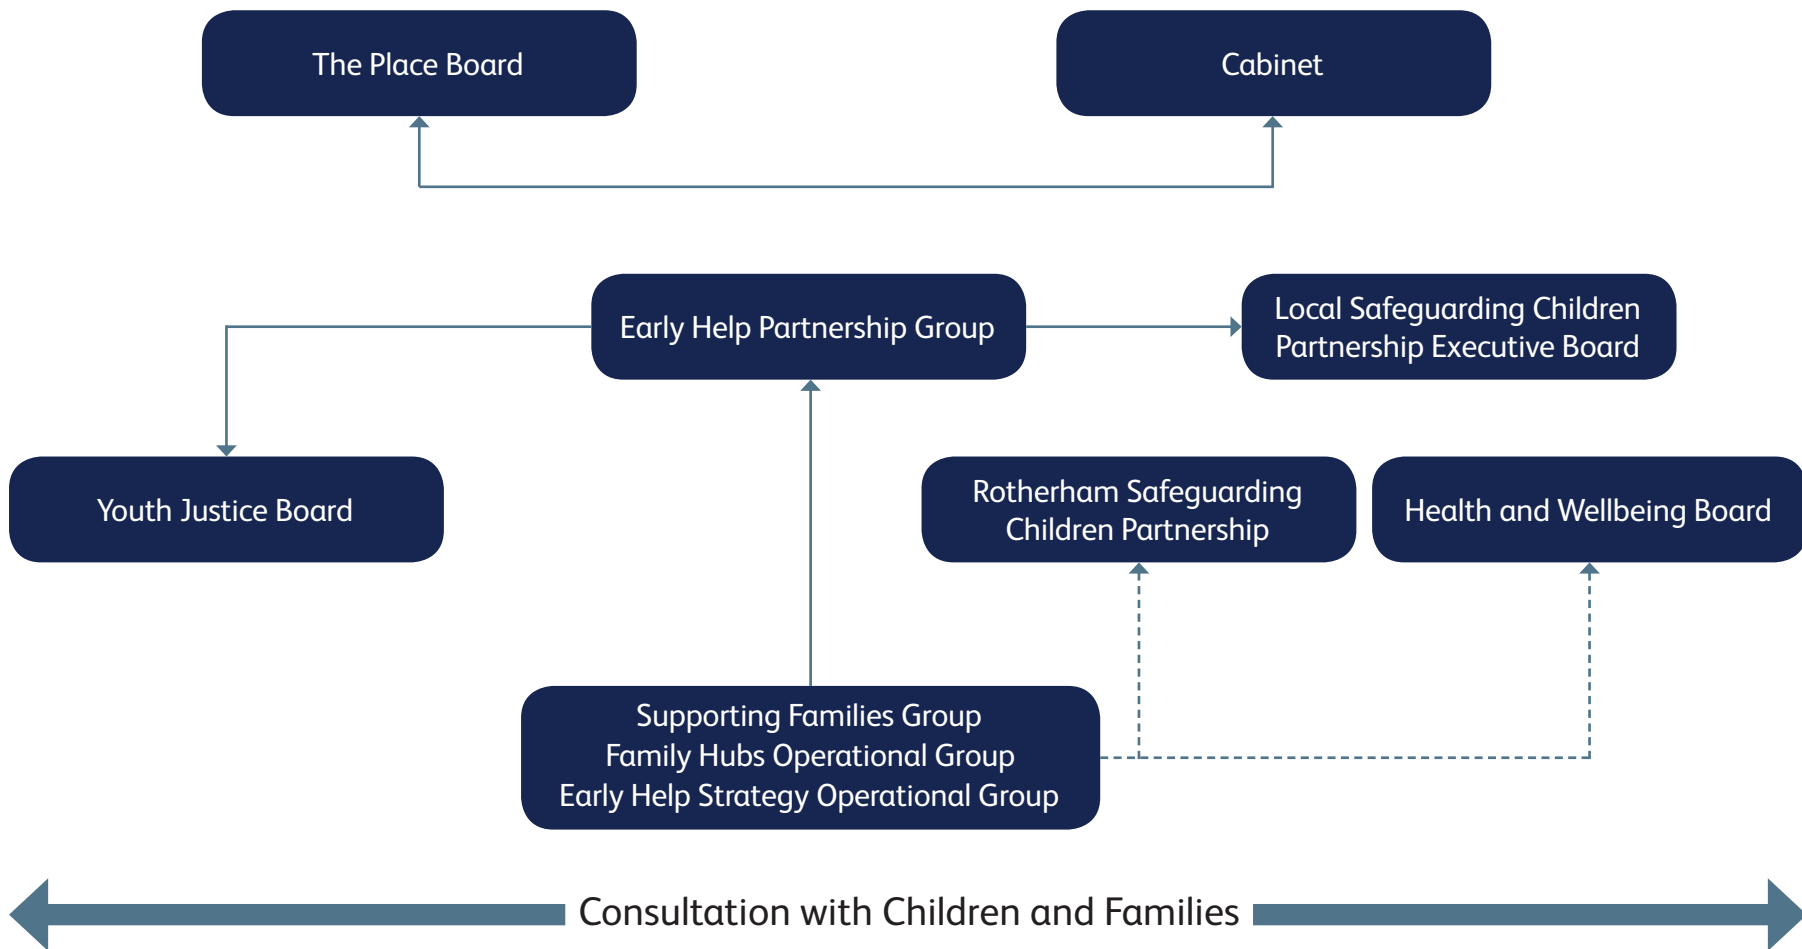 The Place Board
Cabinet
Early Help Partnership Group
Local Safeguarding Children
Partnership Executive Board
Youth Justice Board
Rotherham Safeguarding
Children Partnership
Health and Wellbeing Board
Supporting Families Group
Family Hubs Operational Group
Early Help Strategy Operational Group
Consultation with Children and Families